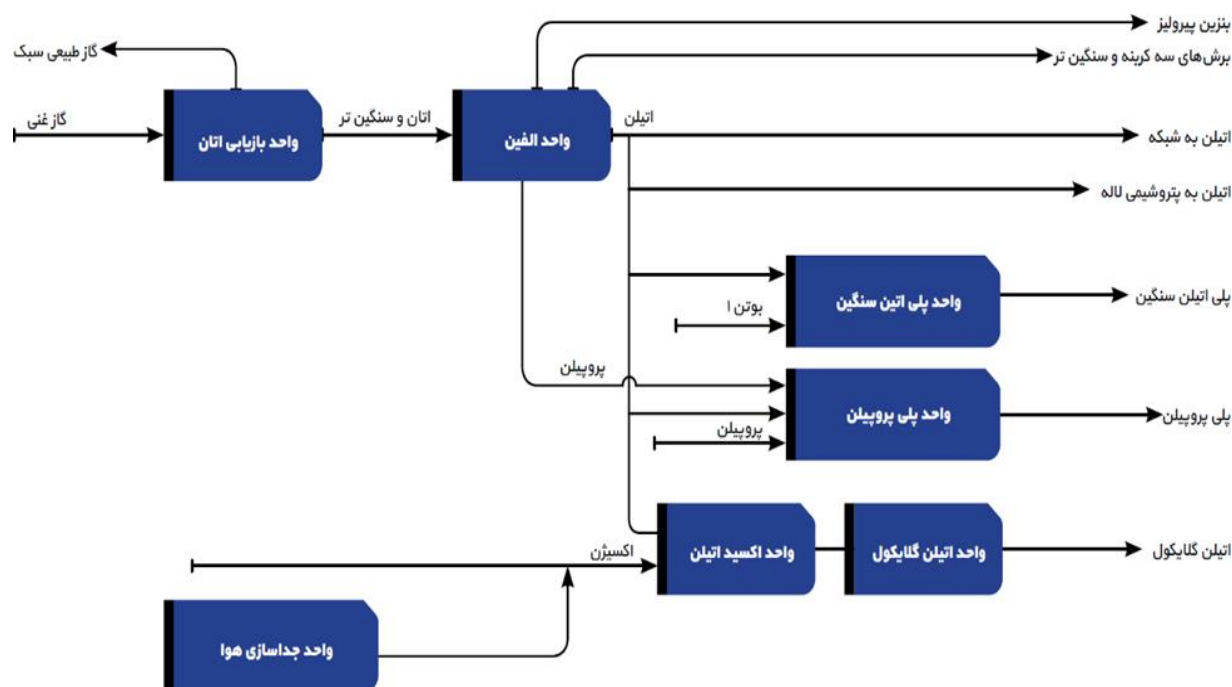 بنزین پیرولیز
گاز طبیعی سبک
برش‌های سه کربنه و سنگین تر
گاز غنی
واحد بازیابی اتان
اتان و سنگین تر
واحد الفین
اتیلن
اتیلن به شبکه
اتیلن به پتروشیمی لاله
واحد پلی اتین سنگین
پلی اتیلن سنگین
بوتن ۱
پروپیلن
واحد پلی پروپیلن
پلی پروپیلن
پروپیلن
اکسیژن
واحد اکسید اتیلن
واحد اتیلن گلایکول
اتیلن گلایکول
واحد جداسازی هوا